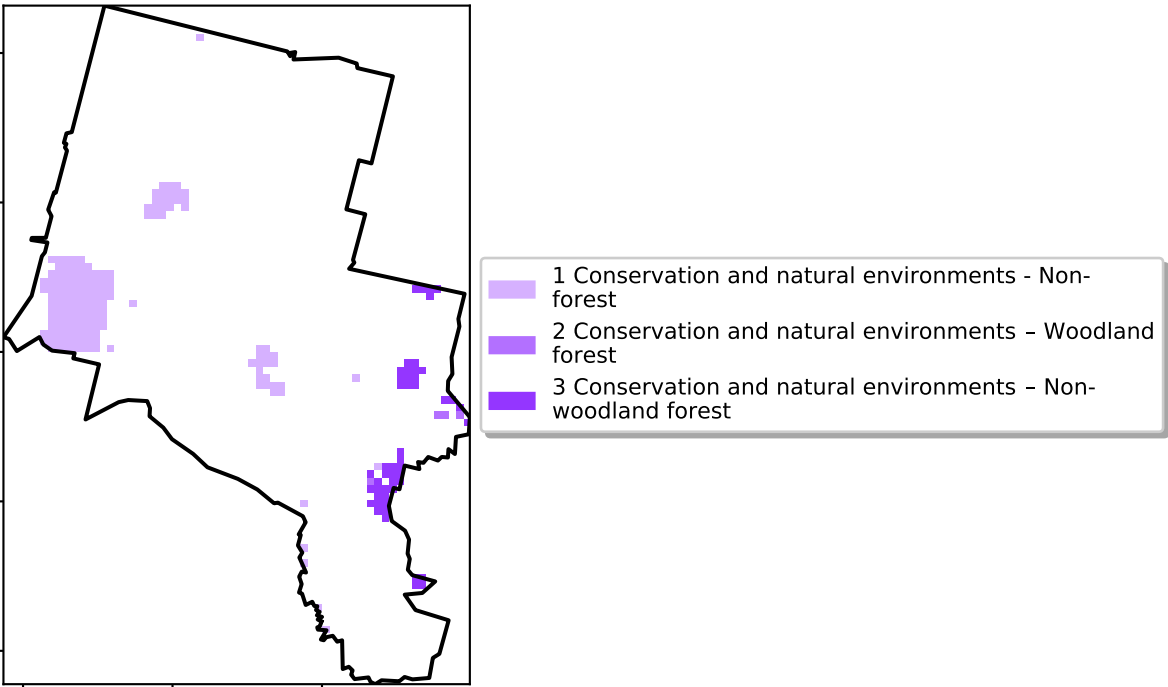 1 Conservation and natural environments - Non-
forest
2 Conservation and natural environments – Woodland
forest
3 Conservation and natural environments – Non-
woodland forest